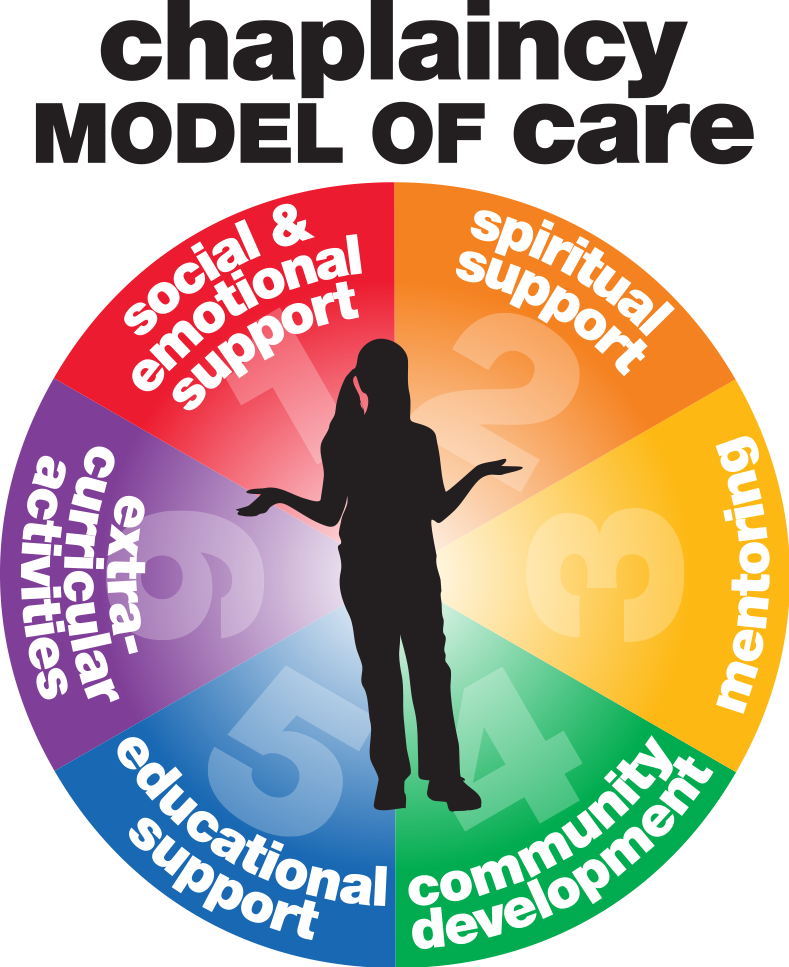 chaplaincy
MODEL OF care
social &
emotional
support
1
spiritual
support
2
mentoring
3
community
development
4
educational
support
5
extra-
curricular
activities
6